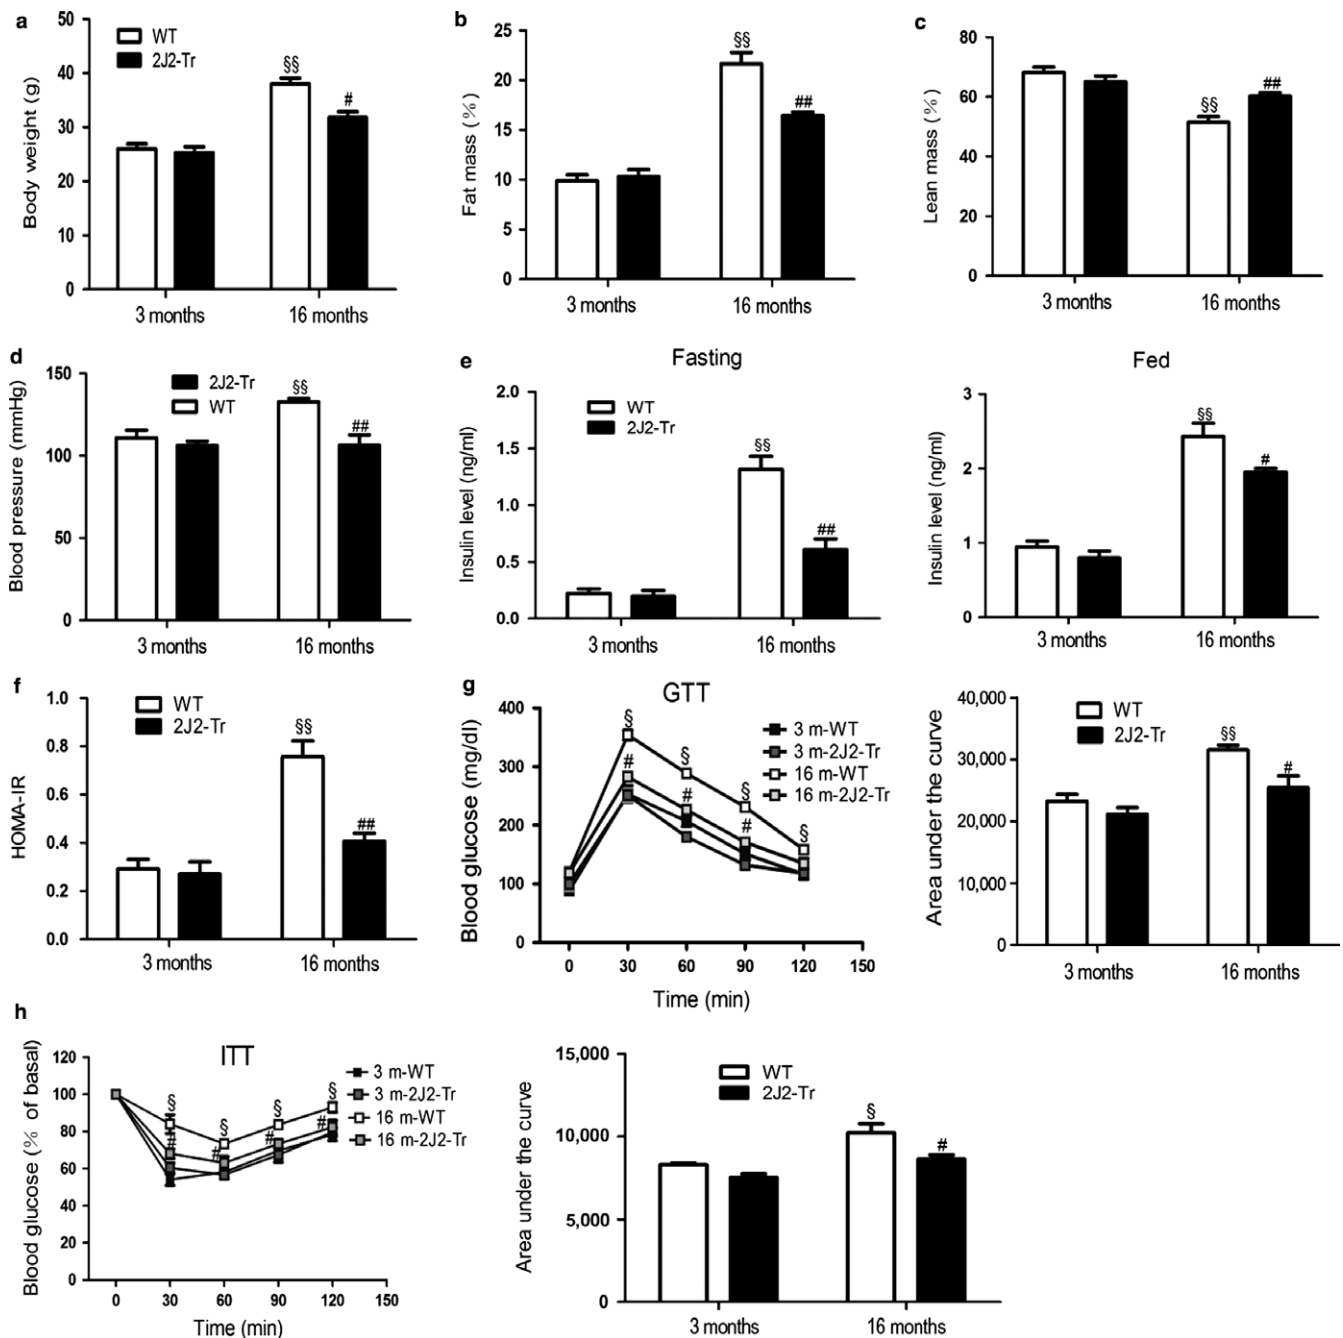 a
50
40
30
20
10
0
Body weight (g)
WT
2J2-Tr
§§
#
3 months
16 months
b
25
20
15
10
5
0
Fat mass (%)
§§
##
3 months
16 months
c
80
60
40
20
0
Lean mass (%)
§§
##
3 months
16 months
d
150
100
50
0
Blood pressure (mmHg)
2J2-Tr
WT
§§
##
3 months
16 months
e
Fasting
2.0
1.5
1.0
0.5
0.0
Insulin level (ng/ml)
WT
2J2-Tr
§§
##
3 months
16 months
Fed
3
2
1
0
Insulin level (ng/ml)
§§
#
3 months
16 months
f
1.0
0.8
0.6
0.4
0.2
0.0
HOMA-IR
WT
2J2-Tr
§§
##
3 months
16 months
g
GTT
400
300
200
100
0
Blood glucose (mg/dl)
§
§
§
§
#
#
#
3 m-WT
3 m-2J2-Tr
16 m-WT
16 m-2J2-Tr
0 30 60 90 120 150
Time (min)
40,000
30,000
20,000
10,000
0
Area under the curve
WT
2J2-Tr
§§
#
3 months
16 months
h
ITT
120
100
80
60
40
20
0
Blood glucose (% of basal)
§
§
§
§
#
#
#
#
3 m-WT
3 m-2J2-Tr
16 m-WT
16 m-2J2-Tr
0 30 60 90 120 150
Time (min)
15,000
10,000
5,000
0
Area under the curve
WT
2J2-Tr
§
#
3 months
16 months